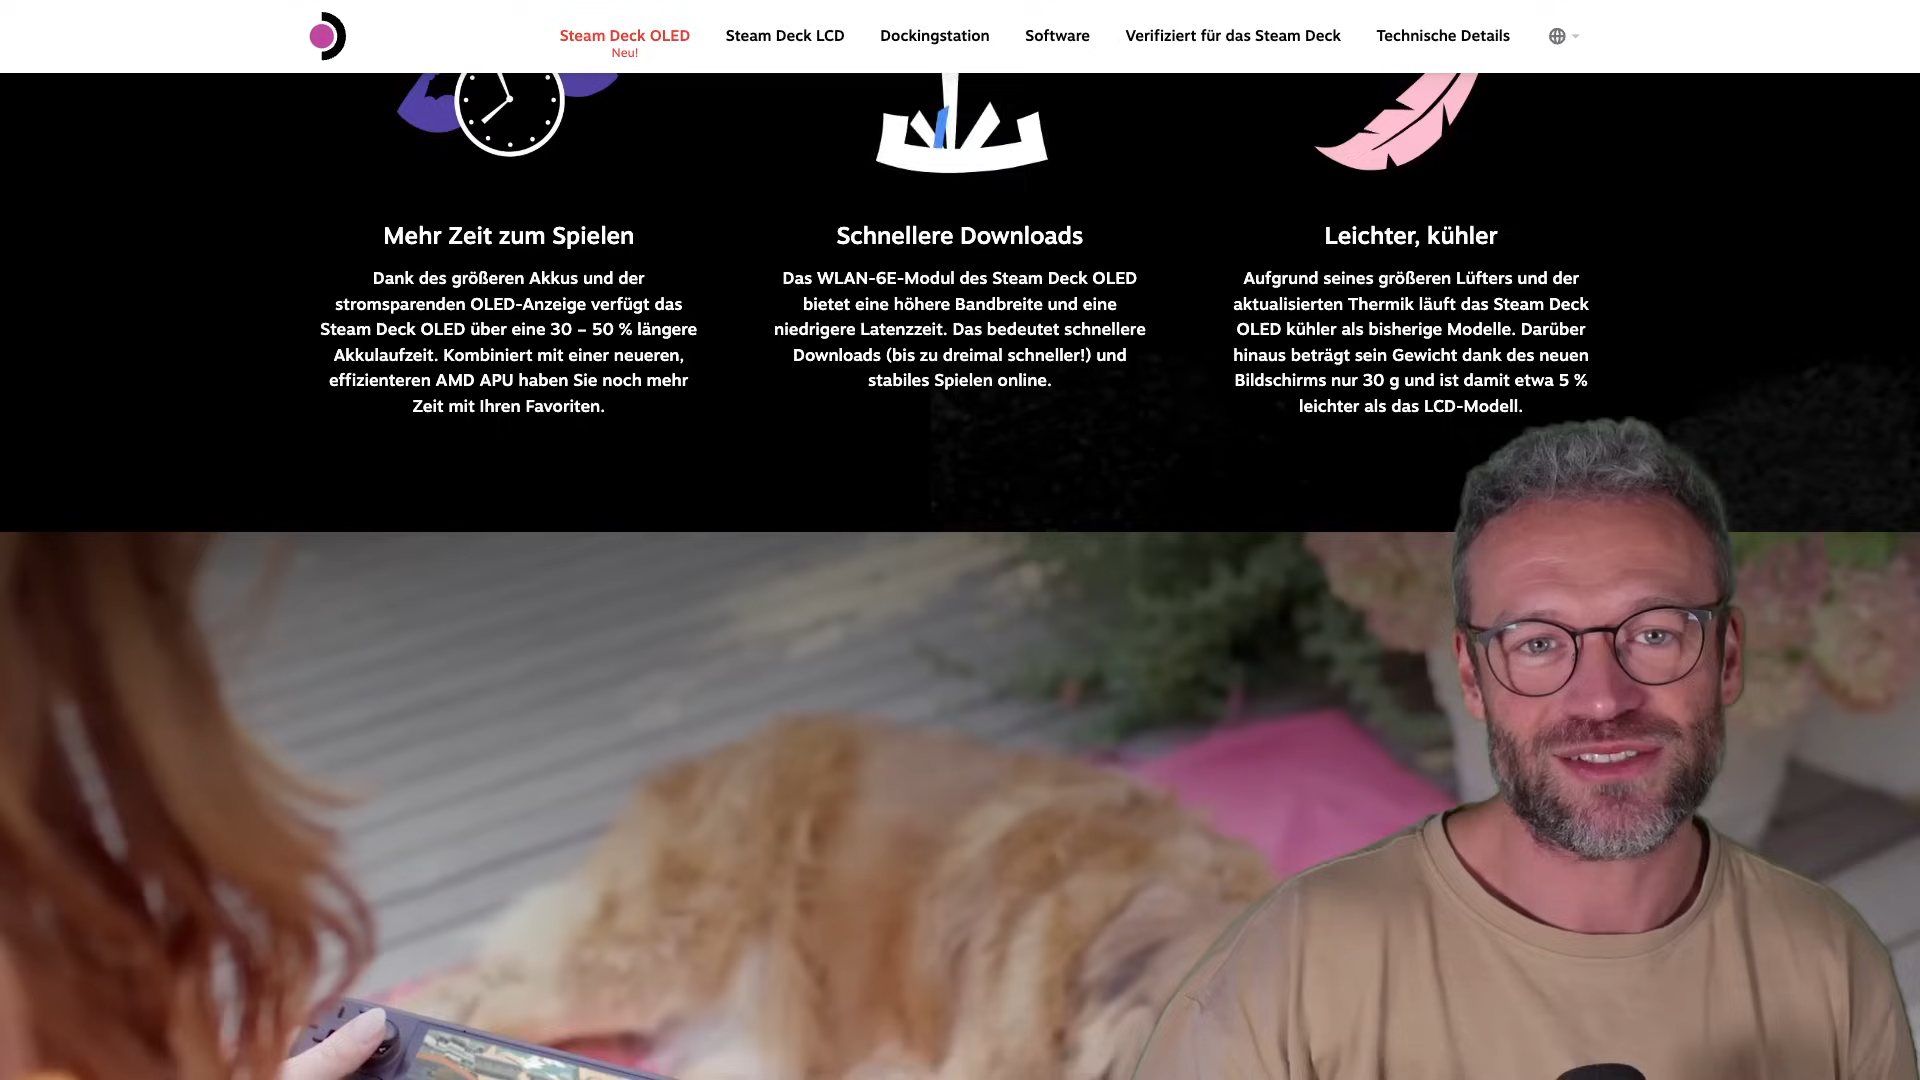 Steam Deck OLED
Neu!
Steam Deck LCD
Dockingstation
Software
Verifiziert für das Steam Deck
Technische Details
Mehr Zeit zum Spielen
Dank des größeren Akkus und der
stromsparenden OLED-Anzeige verfügt das
Steam Deck OLED über eine 30 – 50 % längere
Akkulaufzeit. Kombiniert mit einer neueren,
effizienteren AMD APU haben Sie noch mehr
Zeit mit Ihren Favoriten.
Schnellere Downloads
Das WLAN-6E-Modul des Steam Deck OLED
bietet eine höhere Bandbreite und eine
niedrigere Latenzzeit. Das bedeutet schnellere
Downloads (bis zu dreimal schneller!) und
stabiles Spielen online.
Leichter, kühler
Aufgrund seines größeren Lüfters und der
aktualisierten Thermik läuft das Steam Deck
OLED kühler als bisherige Modelle. Darüber
hinaus beträgt sein Gewicht dank des neuen
Bildschirms nur 30 g und ist damit etwa 5 %
leichter als das LCD-Modell.